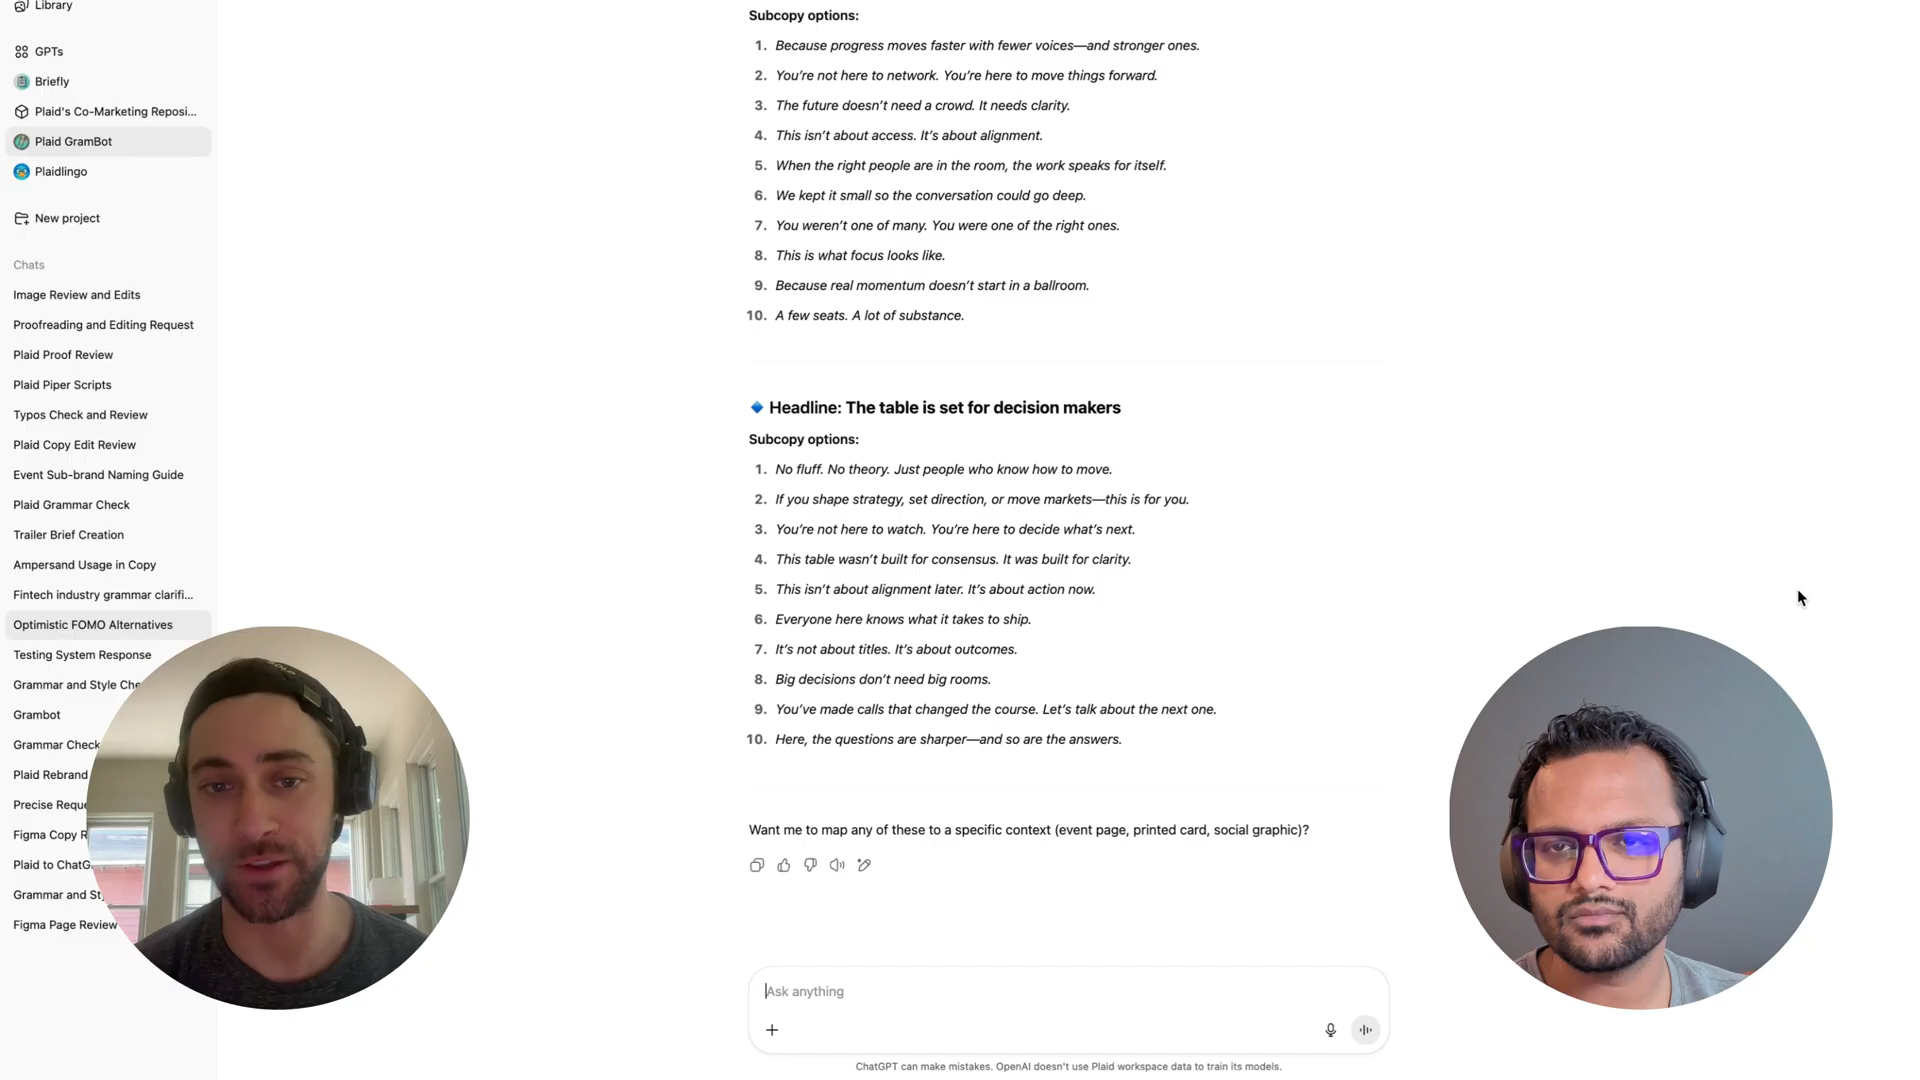 Library
GPTs
Briefly
Plaid's Co-Marketing Reposi...
Plaid GramBot
Plaidlingo
New project
Chats
Image Review and Edits
Proofreading and Editing Request
Plaid Proof Review
Plaid Piper Scripts
Typos Check and Review
Plaid Copy Edit Review
Event Sub-brand Naming Guide
Plaid Grammar Check
Trailer Brief Creation
Ampersand Usage in Copy
Fintech industry grammar clarifi...
Optimistic FOMO Alternatives
Testing System Response
Grammar and Style Che
Grambot
Grammar Check
Plaid Rebrand
Precise Reque
Figma Copy R
Plaid to ChatG
Grammar and Sty
Figma Page Review
Subcopy options:
1. Because progress moves faster with fewer voices—and stronger ones.
2. You're not here to network. You're here to move things forward.
3. The future doesn't need a crowd. It needs clarity.
4. This isn't about access. It's about alignment.
5. When the right people are in the room, the work speaks for itself.
6. We kept it small so the conversation could go deep.
7. You weren't one of many. You were one of the right ones.
8. This is what focus looks like.
9. Because real momentum doesn't start in a ballroom.
10. A few seats. A lot of substance.
Headline: The table is set for decision makers
Subcopy options:
1. No fluff. No theory. Just people who know how to move.
2. If you shape strategy, set direction, or move markets—this is for you.
3. You're not here to watch. You're here to decide what's next.
4. This table wasn't built for consensus. It was built for clarity.
5. This isn't about alignment later. It's about action now.
6. Everyone here knows what it takes to ship.
7. It's not about titles. It's about outcomes.
8. Big decisions don't need big rooms.
9. You've made calls that changed the course. Let's talk about the next one.
10. Here, the questions are sharper—and so are the answers.
Want me to map any of these to a specific context (event page, printed card, social graphic)?
Ask anything
ChatGPT can make mistakes. OpenAI doesn't use Plaid workspace data to train its models.